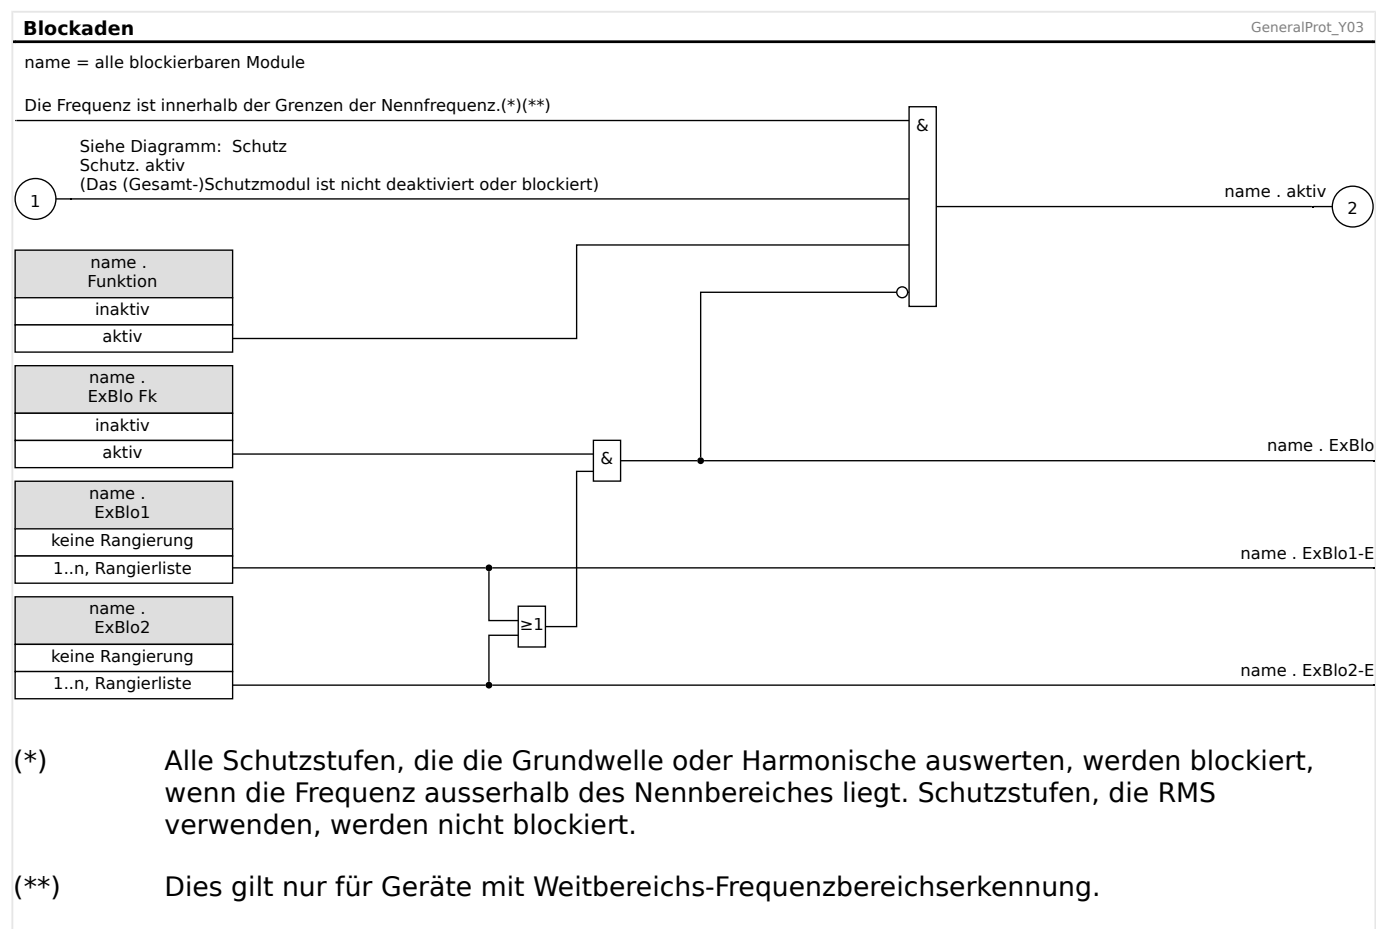 Blockaden
GeneralProt_Y03
name = alle blockierbaren Module
Die Frequenz ist innerhalb der Grenzen der Nennfrequenz.(*)(**)
&
Siehe Diagramm: Schutz
Schutz. aktiv
(Das (Gesamt-)Schutzmodul ist nicht deaktiviert oder blockiert)
1
name . aktiv
2
name .
Funktion
inaktiv
aktiv
name .
ExBlo Fk
inaktiv
aktiv
&
name . ExBlo
name .
ExBlo1
keine Rangierung
1..n, Rangierliste
name . ExBlo1-E
name .
ExBlo2
≥1
keine Rangierung
1..n, Rangierliste
name . ExBlo2-E
(*) Alle Schutzstufen, die die Grundwelle oder Harmonische auswerten, werden blockiert,
wenn die Frequenz ausserhalb des Nennbereiches liegt. Schutzstufen, die RMS
verwenden, werden nicht blockiert.
(**) Dies gilt nur für Geräte mit Weitbereichs-Frequenzbereichserkennung.